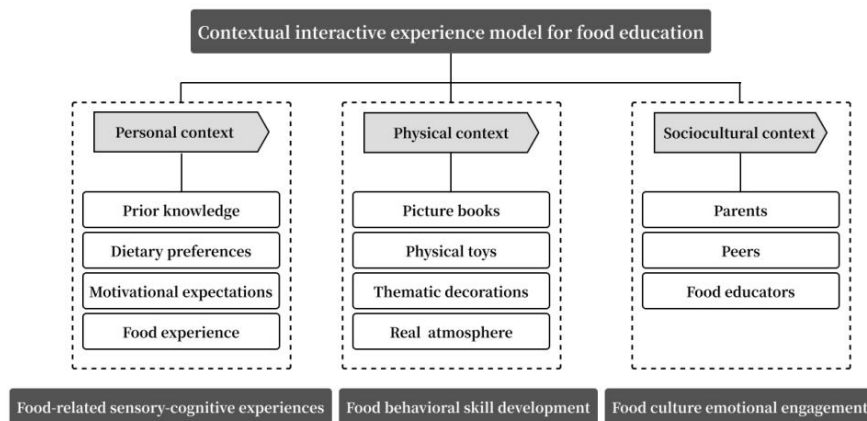 Contextual interactive experience model for food education
Personal context
Physical context
Sociocultural context
Prior knowledge
Picture books
Parents
Dietary preferences
Physical toys
Peers
Motivational expectations
Thematic decorations
Food educators
Food experience
Real atmosphere
Food-related sensory-cognitive experiences
Food behavioral skill development
Food culture emotional engagement